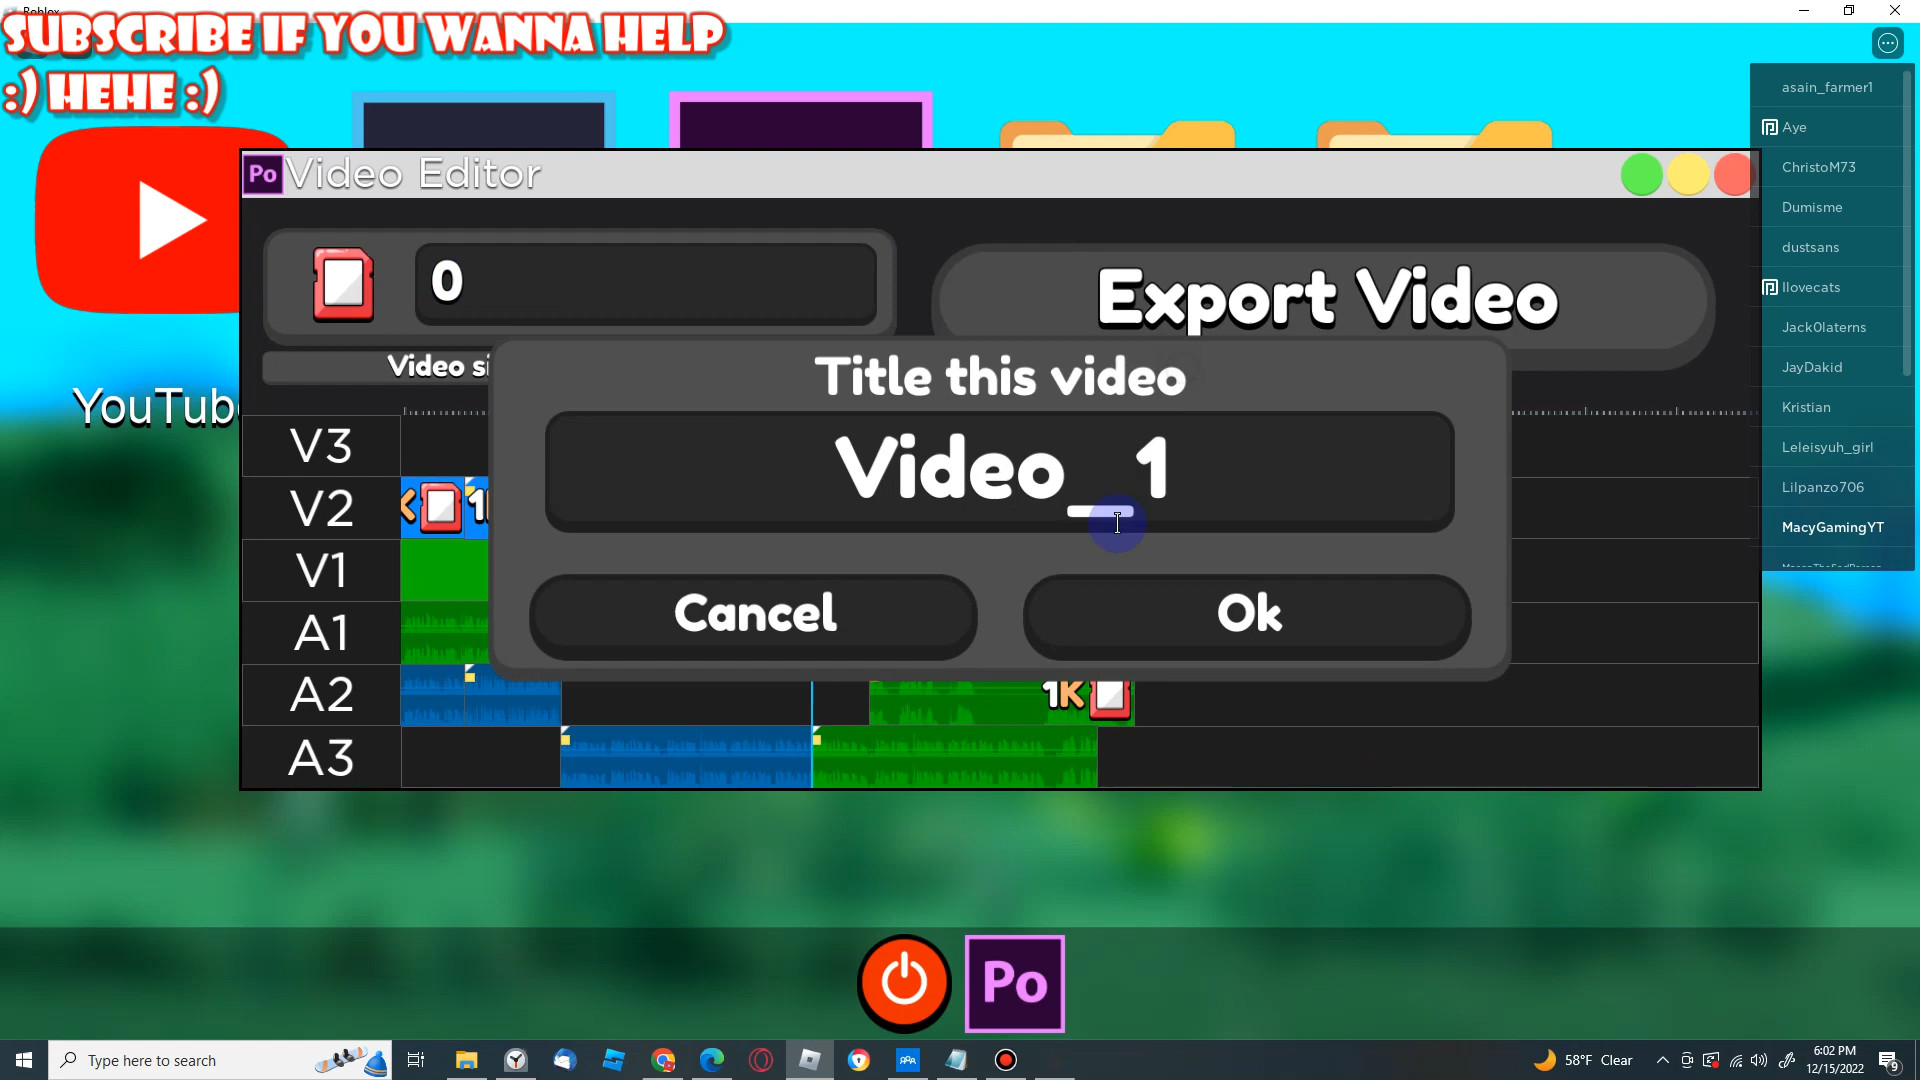 Roblox
SUBSCRIBE IF YOU WANNA HELP
:) HEHE :)
Po Video Editor
0
Export Video
Video si
Title this video
Video_1
Cancel
Ok
YouTub
V3
V2
V1
A1
A2
A3
1K
asain_farmer1
Aye
ChristoM73
Dumisme
dustsans
Ilovecats
Jack0laterns
JayDakid
Kristian
Leleisyuh_girl
Lilpanzo706
MacyGamingYT
Po
Type here to search
58°F Clear
6:02 PM
12/15/2022
9